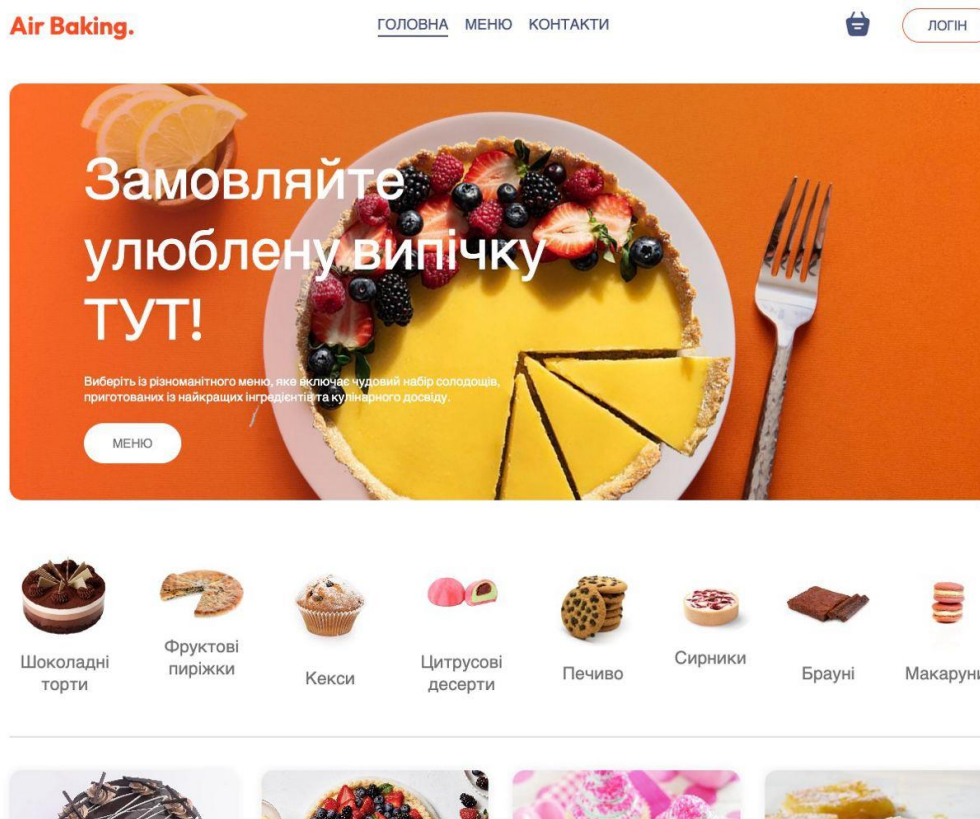 Air Baking.
ГОЛОВНА
МЕНЮ
КОНТАКТИ
ЛОГІН
Замовляйте
улюблену випічку
ТУТ!
Виберіть із різноманітного меню, яке включає чудовий набір солодощів,
приготованих із найкращих інгредієнтів та кулінарного досвіду.
МЕНЮ
Шоколадні
торти
Фруктові
пиріжки
Кекси
Цитрусові
десерти
Печиво
Сирники
Брауні
Макаруни